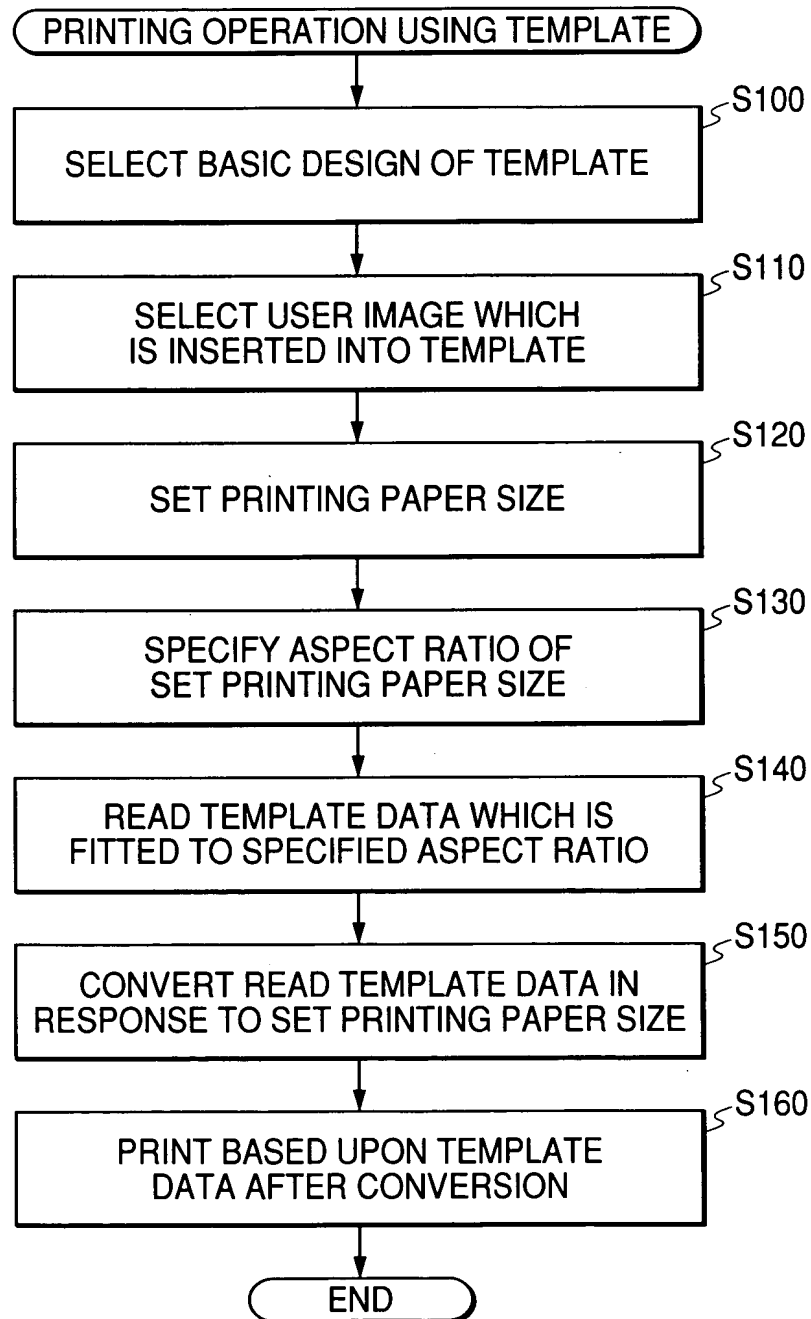 PRINTING OPERATION USING TEMPLATE
S100
SELECT BASIC DESIGN OF TEMPLATE
S110
SELECT USER IMAGE WHICH
IS INSERTED INTO TEMPLATE
S120
SET PRINTING PAPER SIZE
S130
SPECIFY ASPECT RATIO OF
SET PRINTING PAPER SIZE
S140
READ TEMPLATE DATA WHICH IS
FITTED TO SPECIFIED ASPECT RATIO
S150
CONVERT READ TEMPLATE DATA IN
RESPONSE TO SET PRINTING PAPER SIZE
S160
PRINT BASED UPON TEMPLATE
DATA AFTER CONVERSION
END